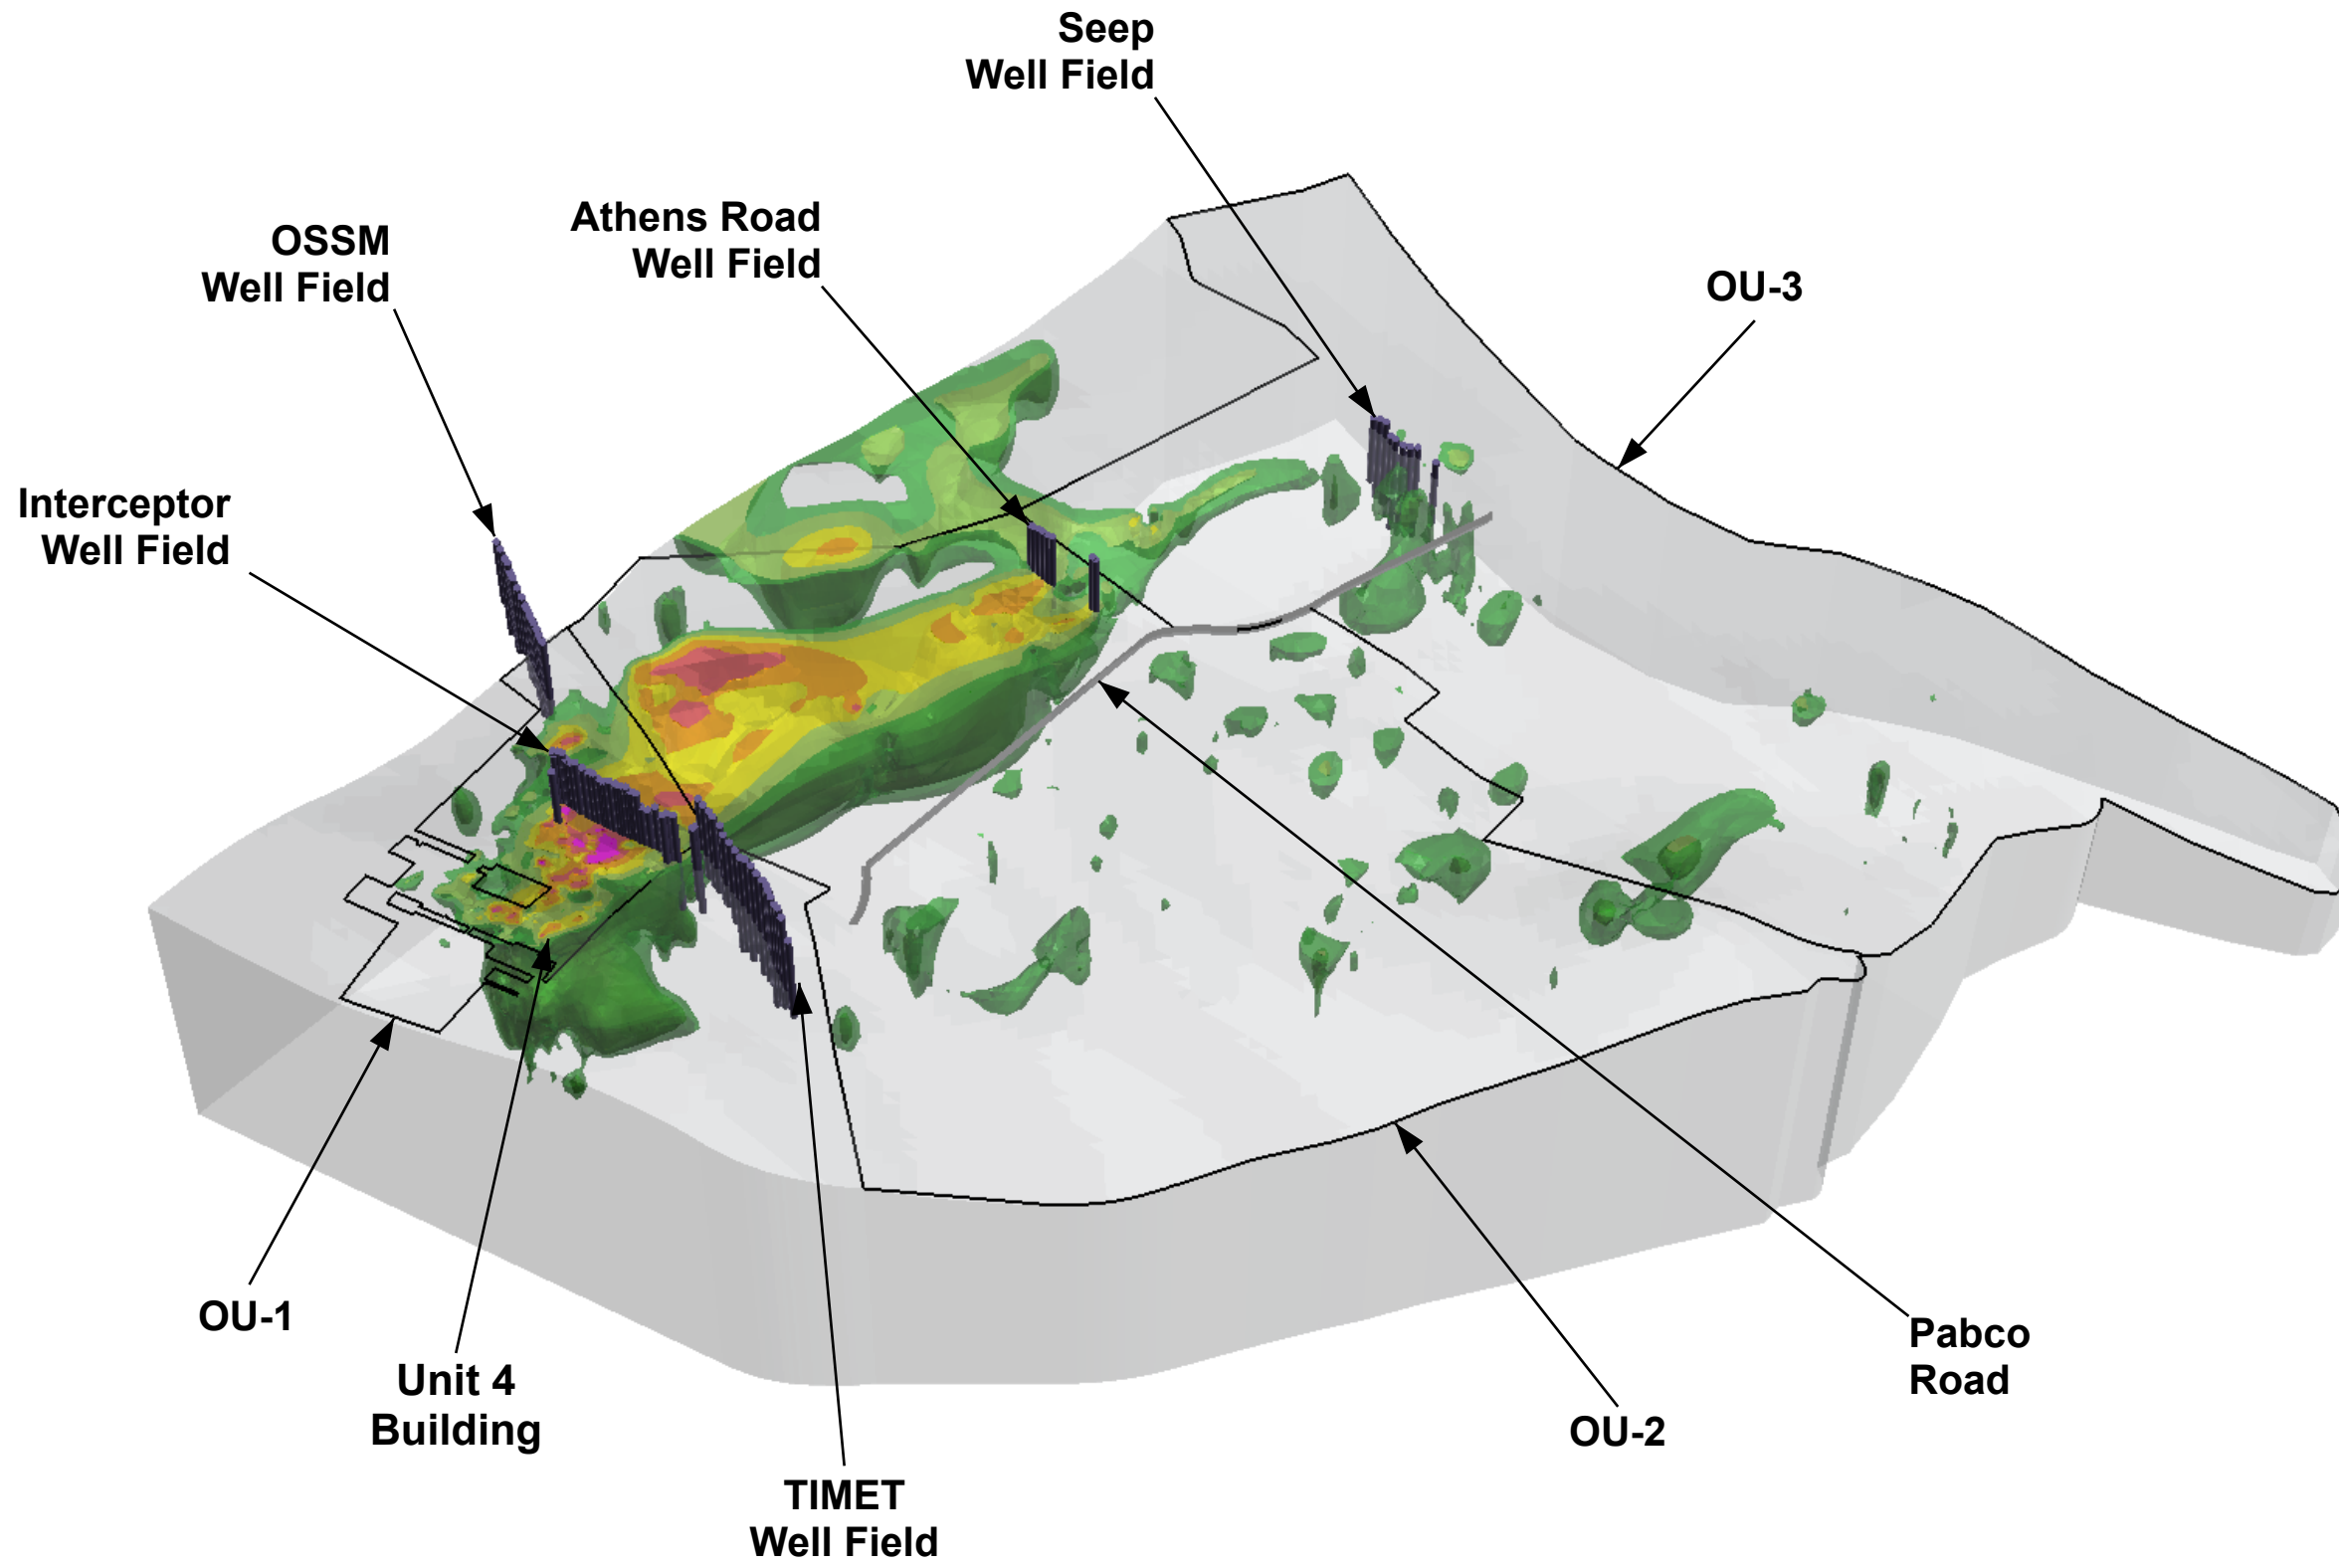 Seep
Well Field
Athens Road
Well Field
OSSM
Well Field
OU-3
Interceptor
Well Field
OU-1
Unit 4
Building
Pabco
Road
OU-2
TIMET
Well Field